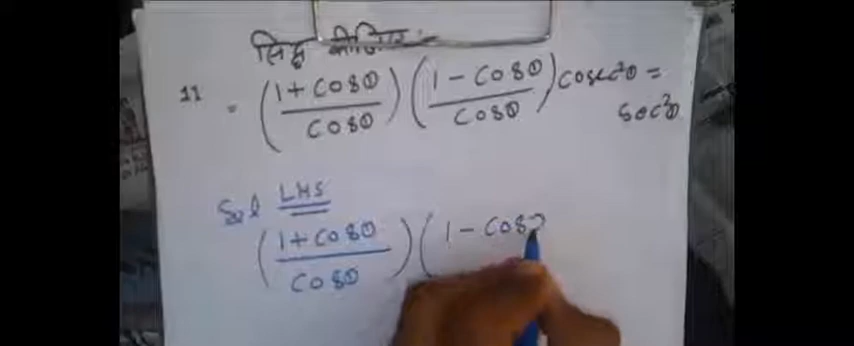 सिद्ध कीजिए:-
11 = (1+cosθ / cosθ) (1-cosθ / cosθ) cosec²θ =
sec²θ
Sol LHS
(1+cosθ / cosθ) (1-cosθ